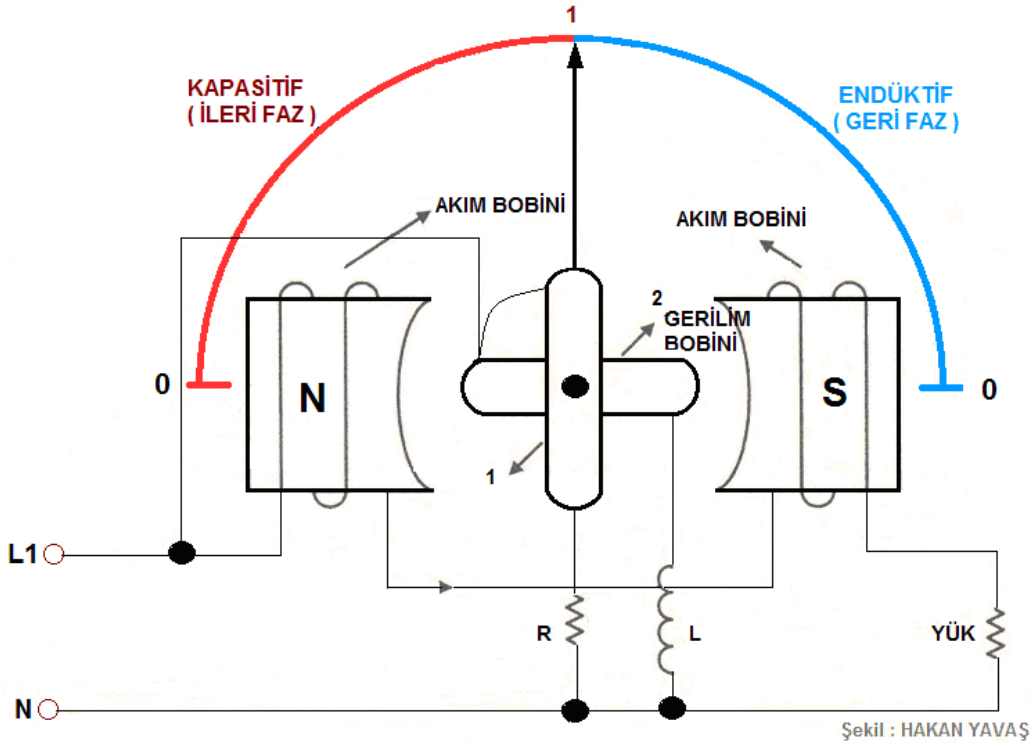 1
KAPASİTİF
( İLERİ FAZ )
ENDÜKTİF
( GERİ FAZ )
AKIM BOBİNİ
AKIM BOBİNİ
2
GERİLİM
BOBİNİ
0
N
S
0
1
L1
R
L
YÜK
N
Şekil : HAKAN YAVAŞ